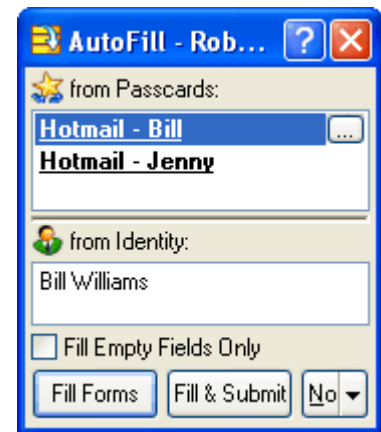 AutoFill - Rob...
from Passcards:
Hotmail - Bill ...
Hotmail - Jenny
from Identity:
Bill Williams
Fill Empty Fields Only
Fill Forms Fill & Submit No